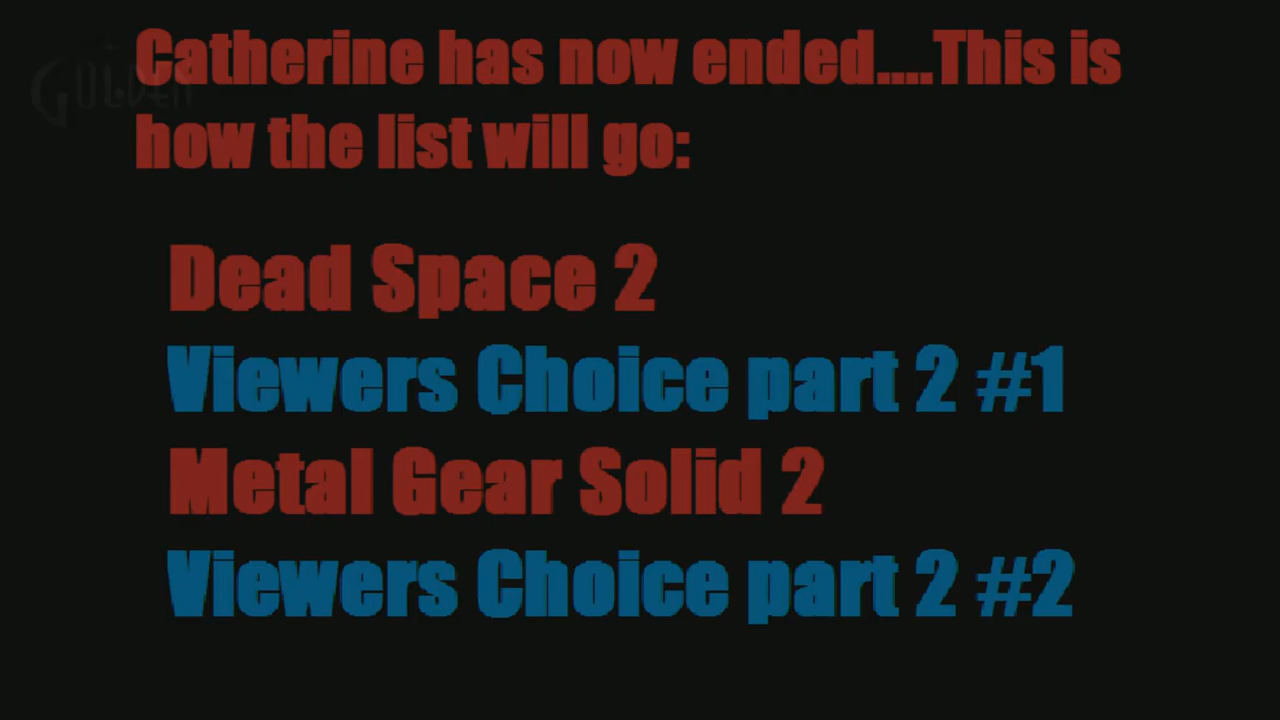 GOLDEN
Catherine has now ended....This is
how the list will go:
Dead Space 2
Viewers Choice part 2 #1
Metal Gear Solid 2
Viewers Choice part 2 #2